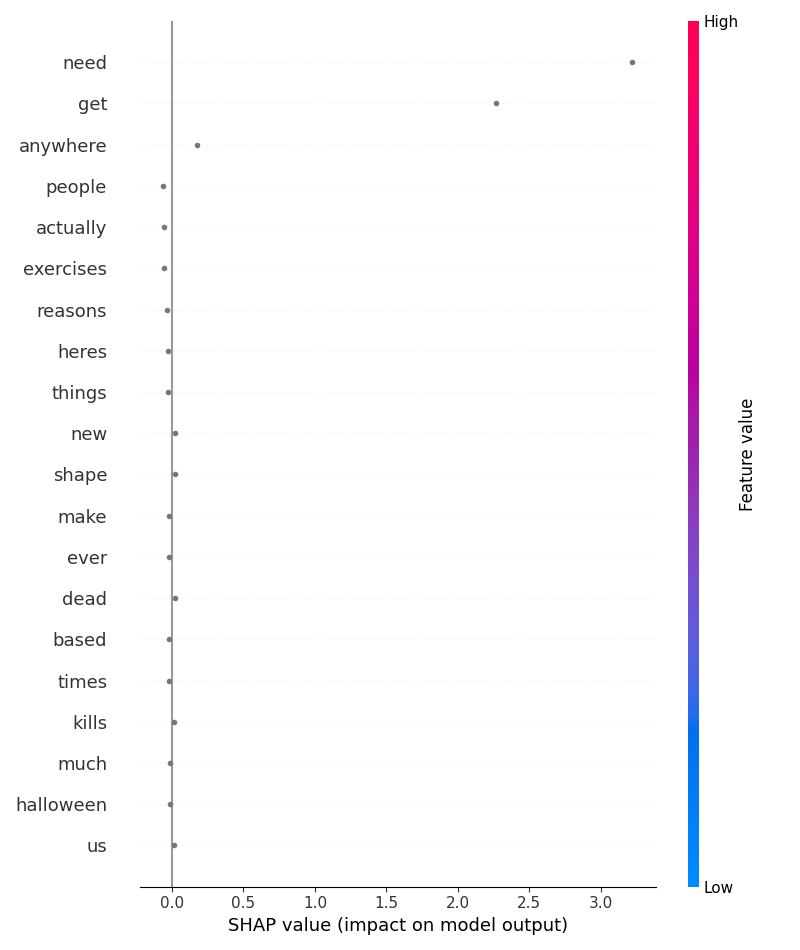 High
need
get
anywhere
people
actually
exercises
reasons
heres
things
new
shape
make
ever
dead
based
times
kills
much
halloween
us
Feature value
Low
0.0 0.5 1.0 1.5 2.0 2.5 3.0
SHAP value (impact on model output)